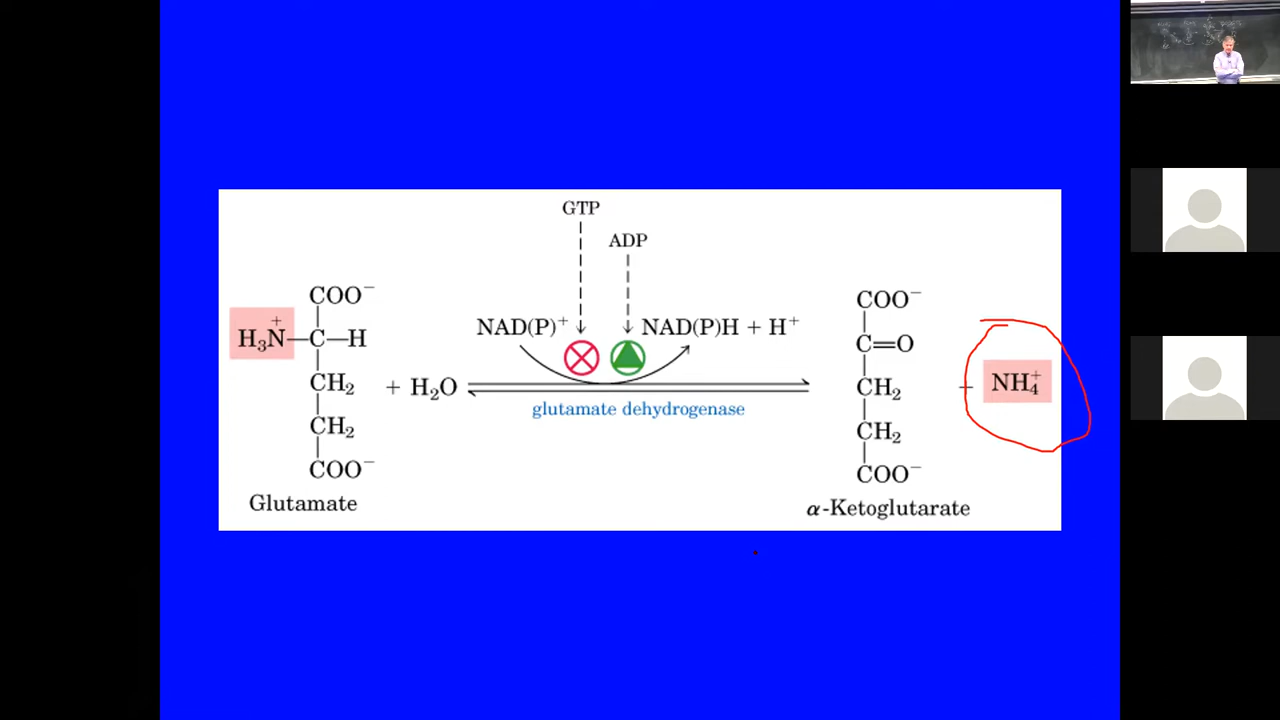 GTP
ADP
NAD(P)⁺ NAD(P)H + H⁺
COO⁻
H₃N⁺—C—H
CH₂
CH₂
COO⁻
Glutamate
+ H₂O
glutamate dehydrogenase
COO⁻
C=O
CH₂
CH₂
COO⁻
α-Ketoglutarate
+ NH₄⁺